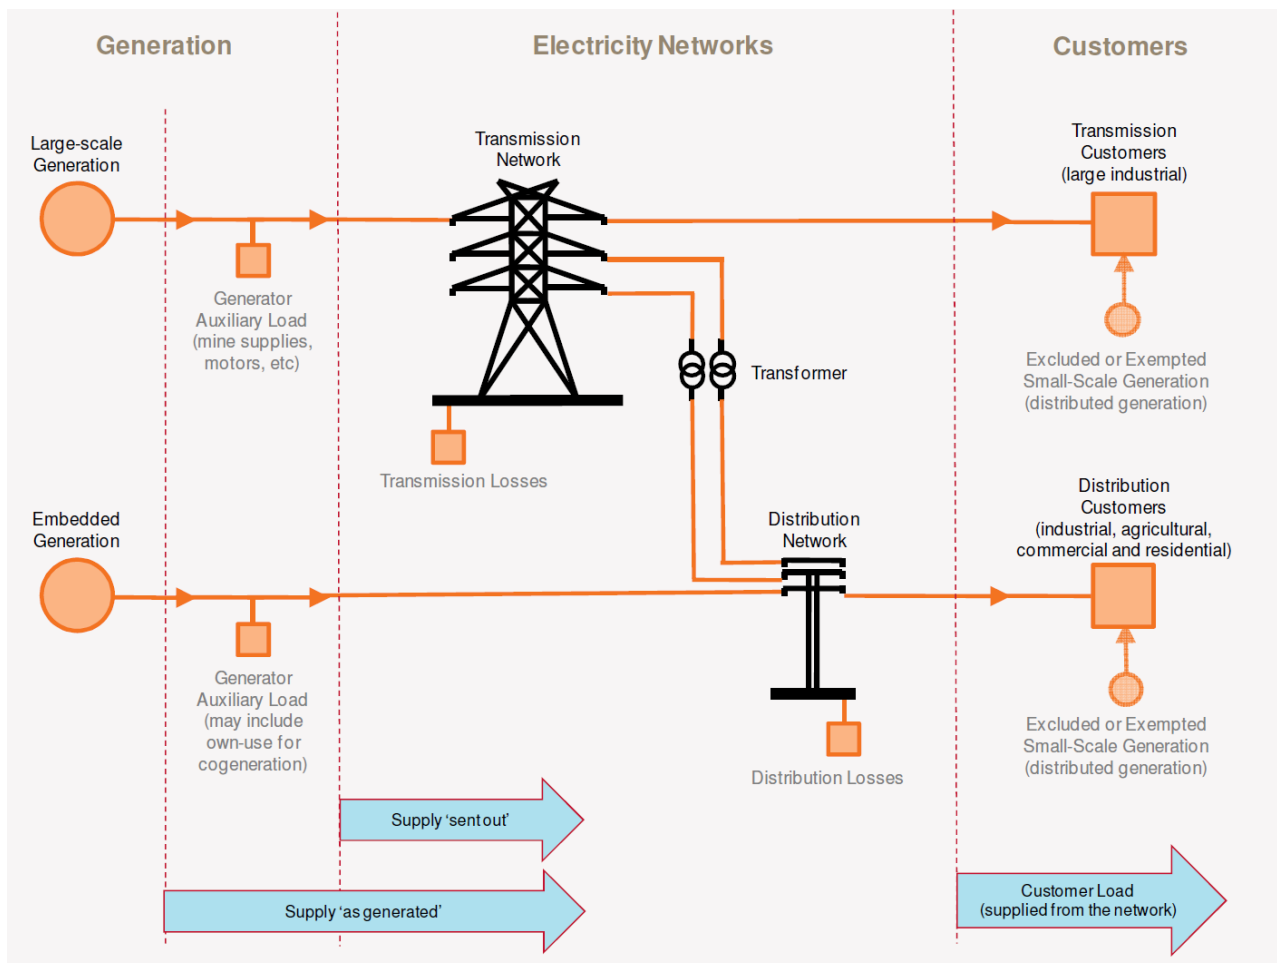 Generation
Electricity Networks
Customers
Large-scale
Generation
Transmission
Network
Transmission
Customers
(large industrial)
Generator
Auxiliary Load
(mine supplies,
motors, etc)
Transformer
Excluded or Exempted
Small-Scale Generation
(distributed generation)
Transmission Losses
Embedded
Generation
Distribution
Network
Distribution
Customers
(industrial, agricultural,
commercial and residential)
Generator
Auxiliary Load
(may include
own-use for
cogeneration)
Distribution Losses
Excluded or Exempted
Small-Scale Generation
(distributed generation)
Supply ‘sent out’
Supply ‘as generated’
Customer Load
(supplied from the network)